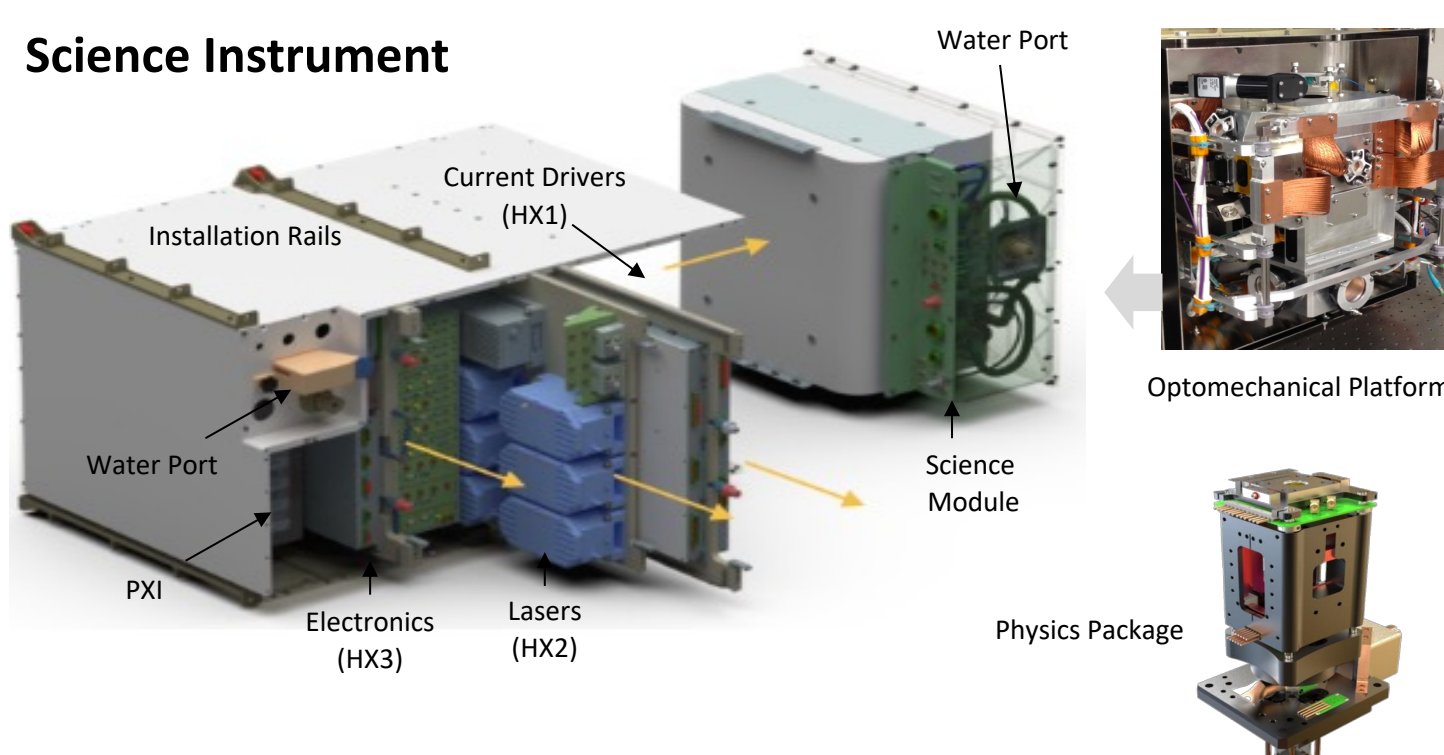 Science Instrument
Water Port
Current Drivers
(HX1)
Installation Rails
Optomechanical Platform
Water Port
Science
Module
PXI
Electronics
(HX3)
Lasers
(HX2)
Physics Package